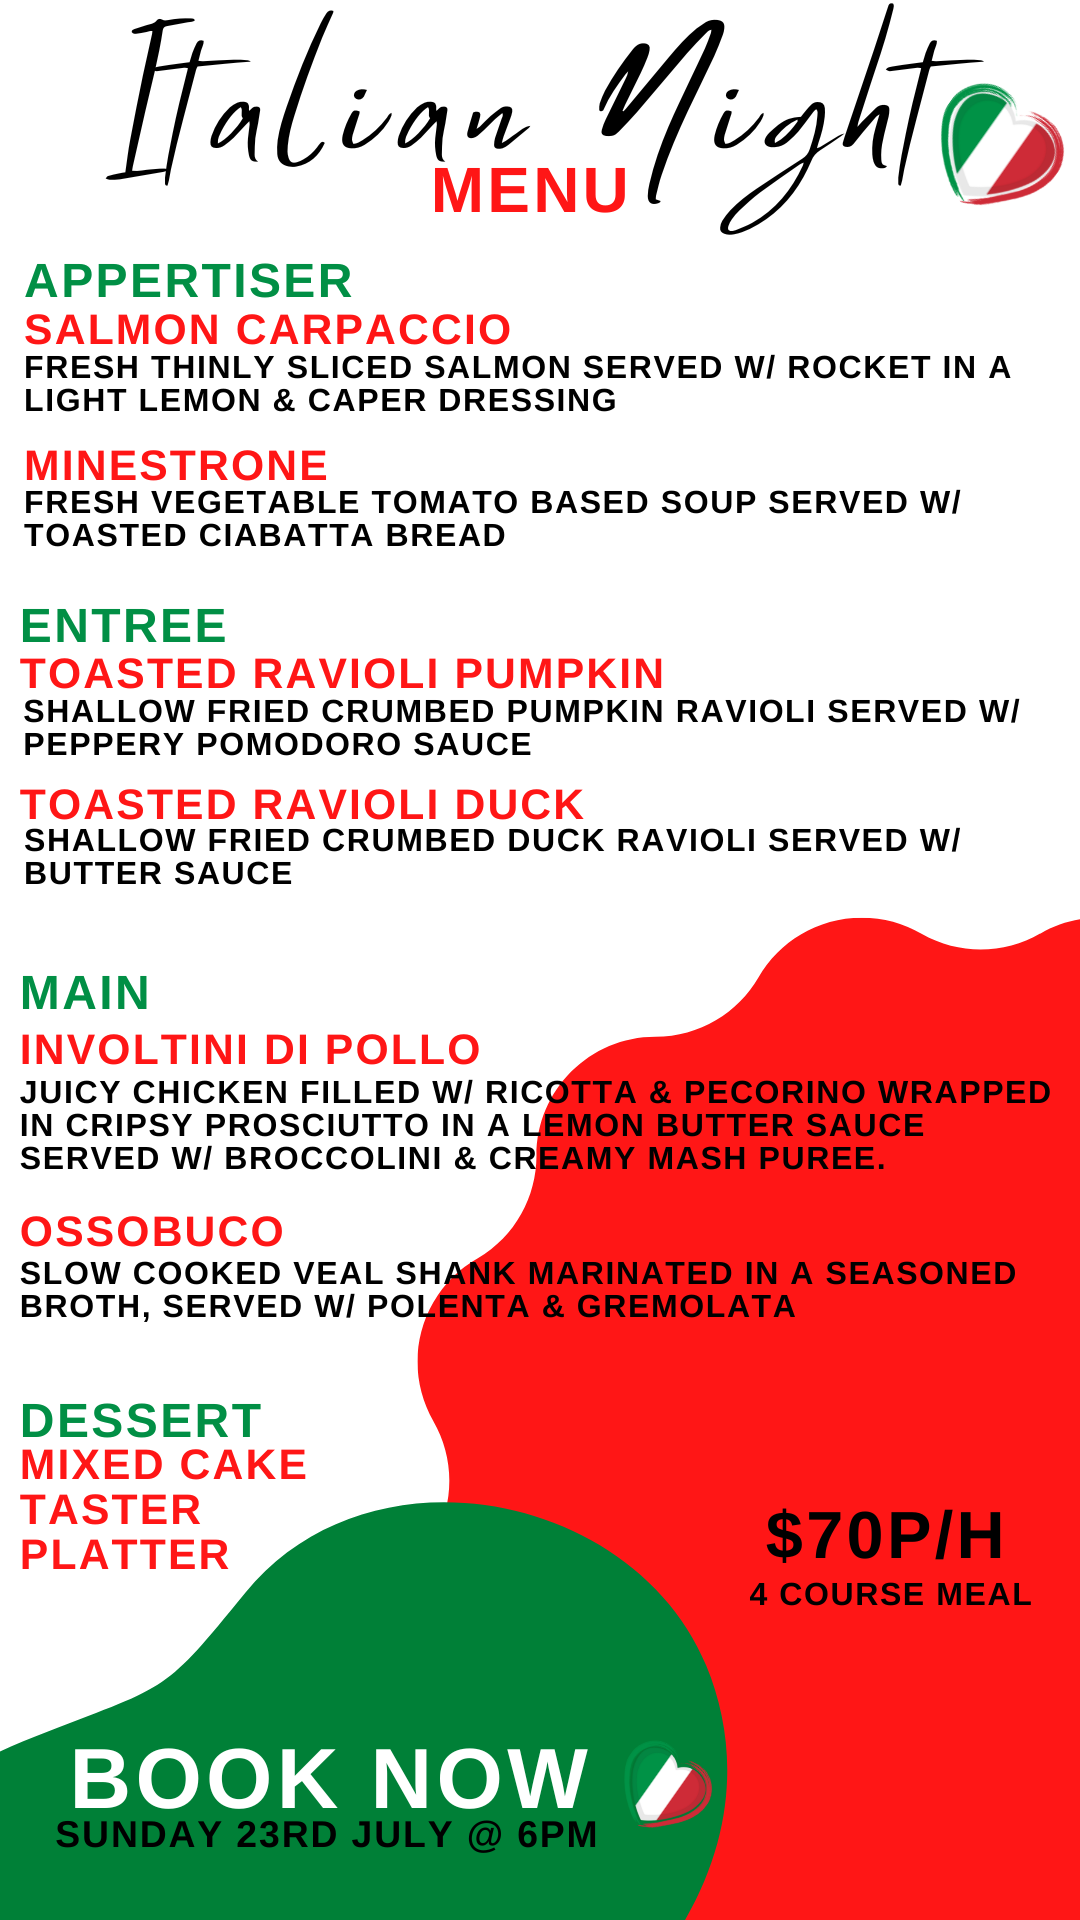 Italian Night
MENU
APPERTISER
SALMON CARPACCIO
FRESH THINLY SLICED SALMON SERVED W/ ROCKET IN A
LIGHT LEMON & CAPER DRESSING
MINESTRONE
FRESH VEGETABLE TOMATO BASED SOUP SERVED W/
TOASTED CIABATTA BREAD
ENTREE
TOASTED RAVIOLI PUMPKIN
SHALLOW FRIED CRUMBED PUMPKIN RAVIOLI SERVED W/
PEPPERY POMODORO SAUCE
TOASTED RAVIOLI DUCK
SHALLOW FRIED CRUMBED DUCK RAVIOLI SERVED W/
BUTTER SAUCE
MAIN
INVOLTINI DI POLLO
JUICY CHICKEN FILLED W/ RICOTTA & PECORINO WRAPPED
IN CRIPSY PROSCIUTTO IN A LEMON BUTTER SAUCE
SERVED W/ BROCCOLINI & CREAMY MASH PUREE.
OSSOBUCO
SLOW COOKED VEAL SHANK MARINATED IN A SEASONED
BROTH, SERVED W/ POLENTA & GREMOLATA
DESSERT
MIXED CAKE
TASTER
PLATTER
$70P/H
4 COURSE MEAL
BOOK NOW
SUNDAY 23RD JULY @ 6PM